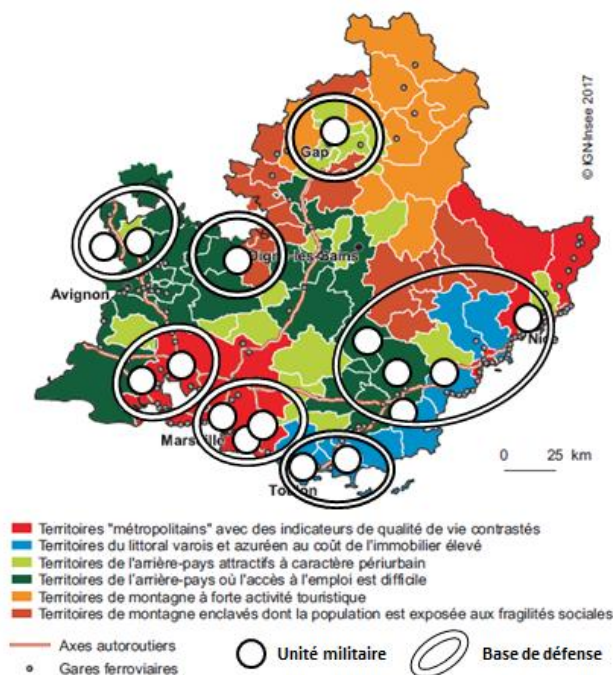 © IGN-Insee 2017
Gap
Digne-les-Bains
Avignon
Nice
Marseille
Toulon
0 25 km
Territoires "métropolitains" avec des indicateurs de qualité de vie contrastés
Territoires du littoral varois et azuréen au coût de l'immobilier élevé
Territoires de l'arrière-pays attractifs à caractère périurbain
Territoires de l'arrière-pays où l'accès à l'emploi est difficile
Territoires de montagne à forte activité touristique
Territoires de montagne enclavés dont la population est exposée aux fragilités sociales
Axes autoroutiers
Gares ferroviaires
Unité militaire
Base de défense